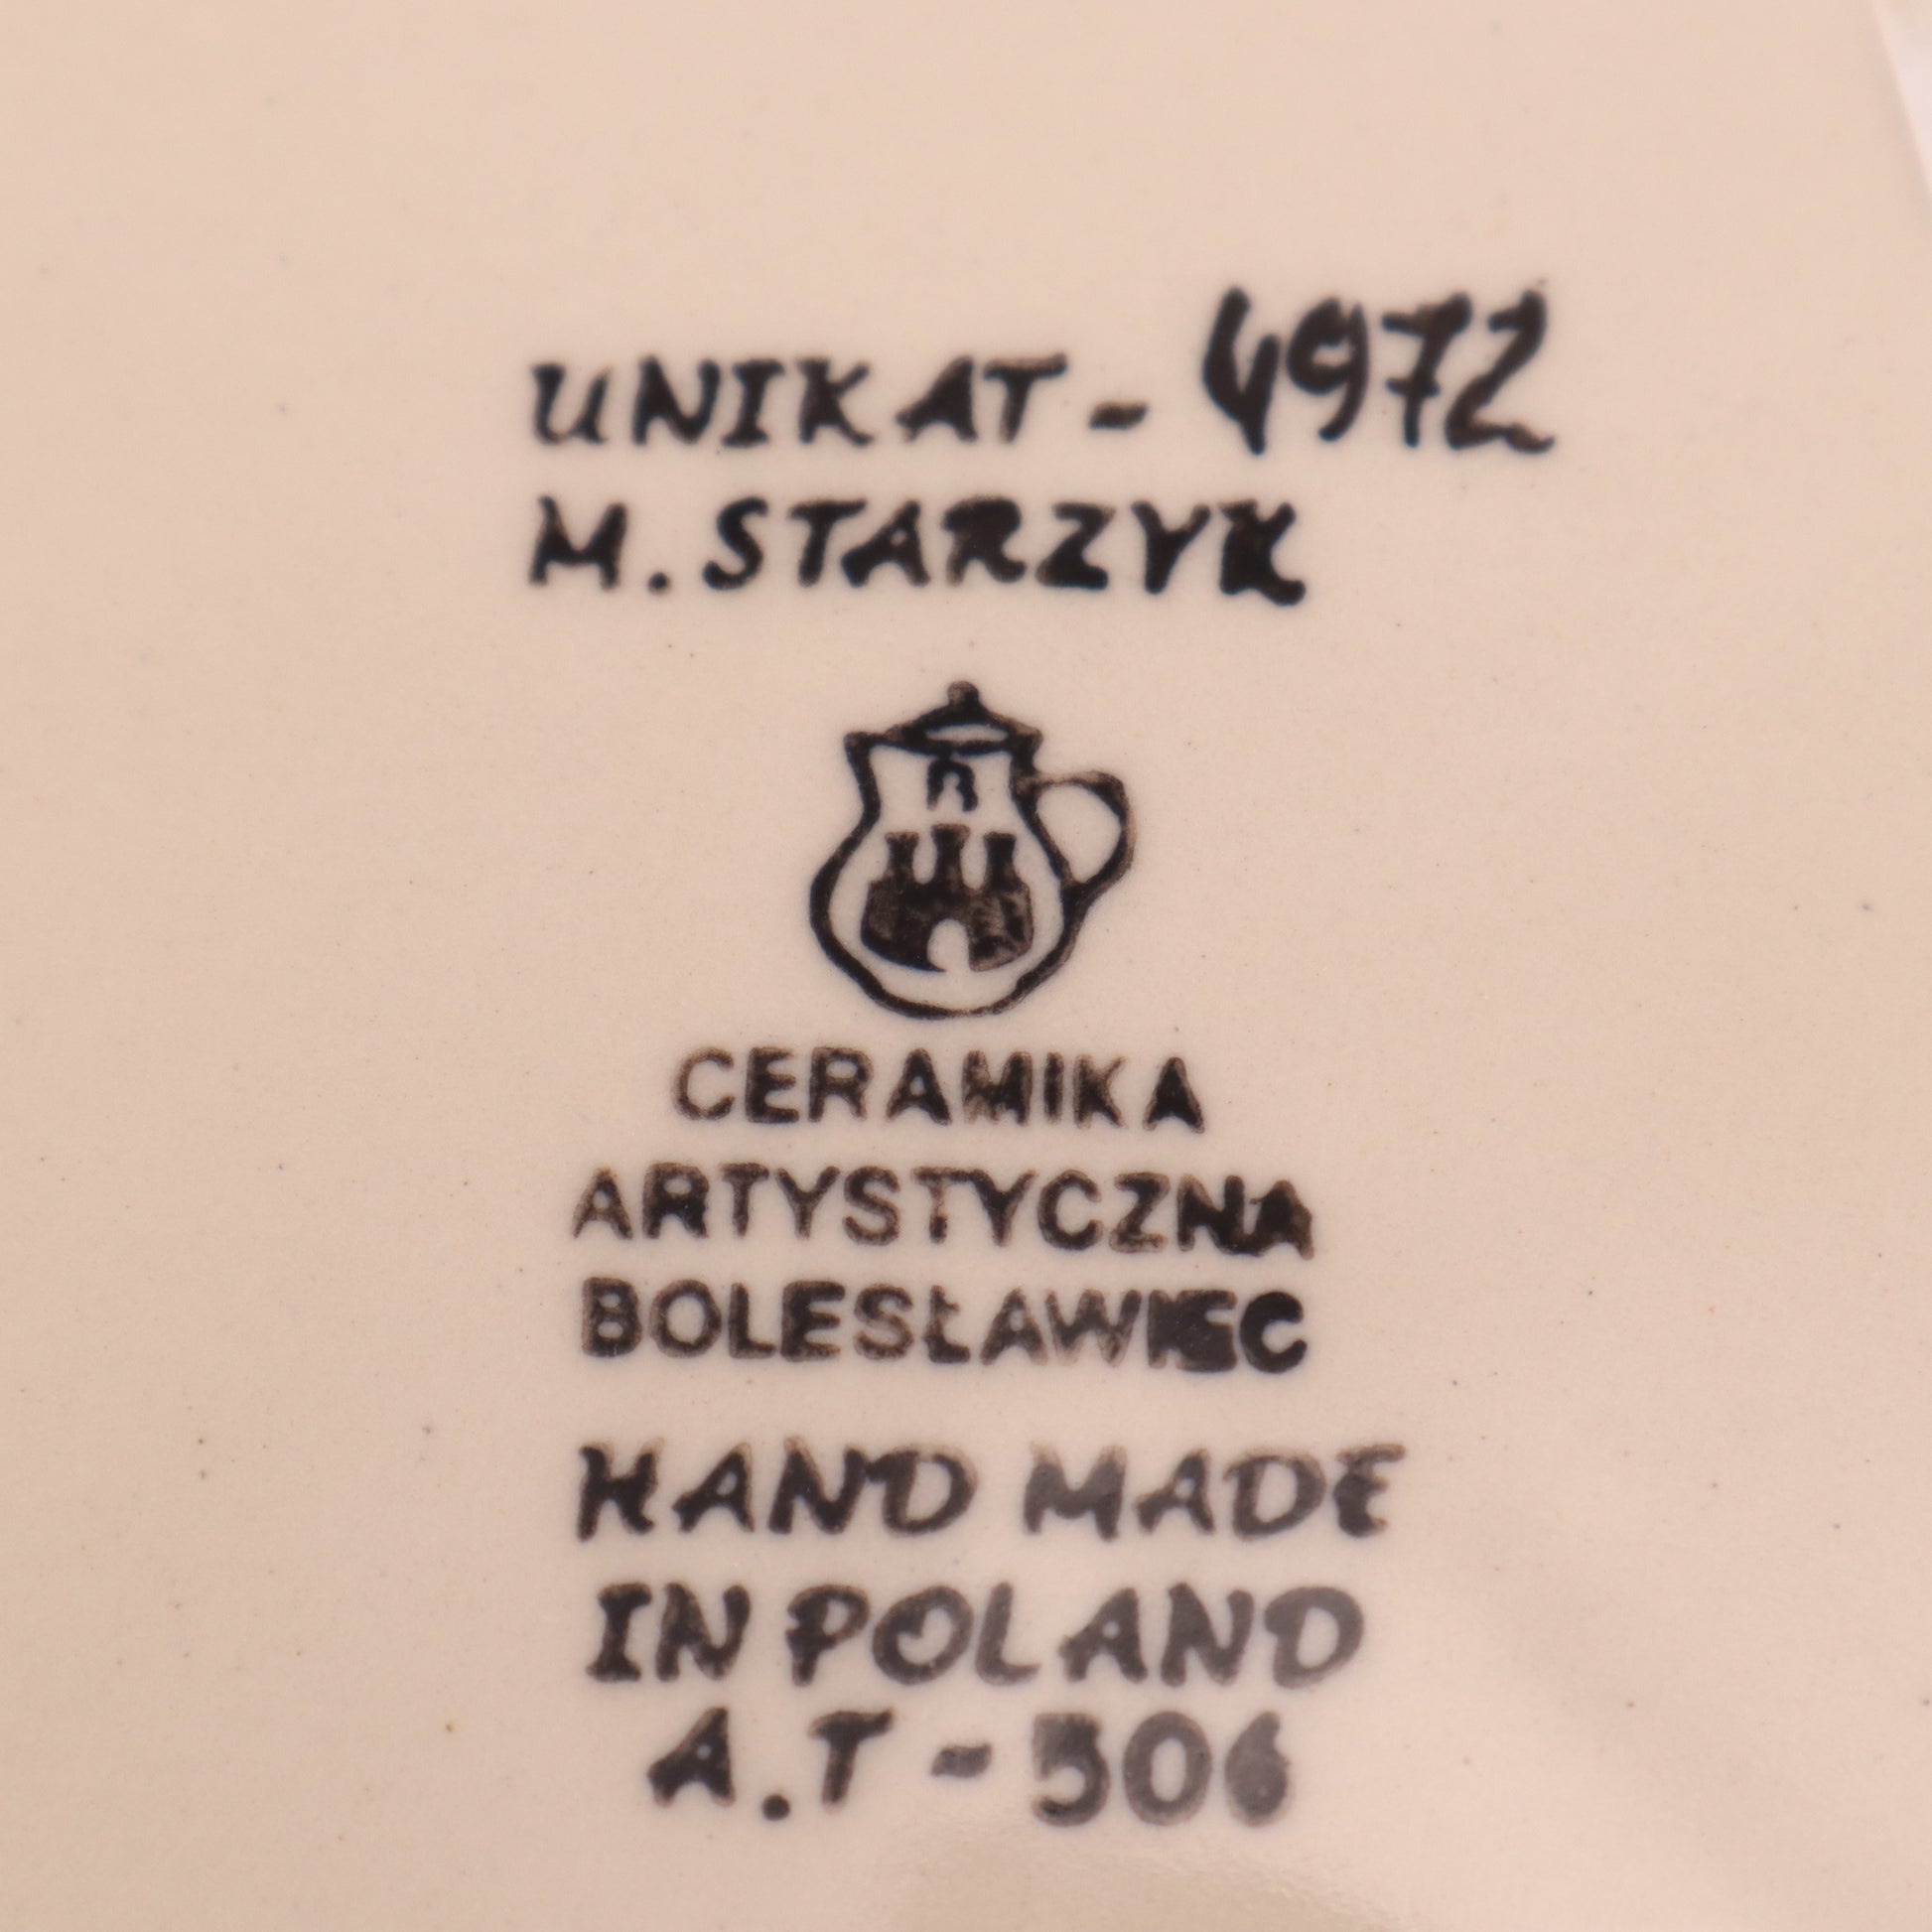 UNIKAT - 4972
M. STARZYK
CERAMIKA
ARTYSTYCZNA
BOLESŁAWIEC
HAND MADE
IN POLAND
A.T - 506